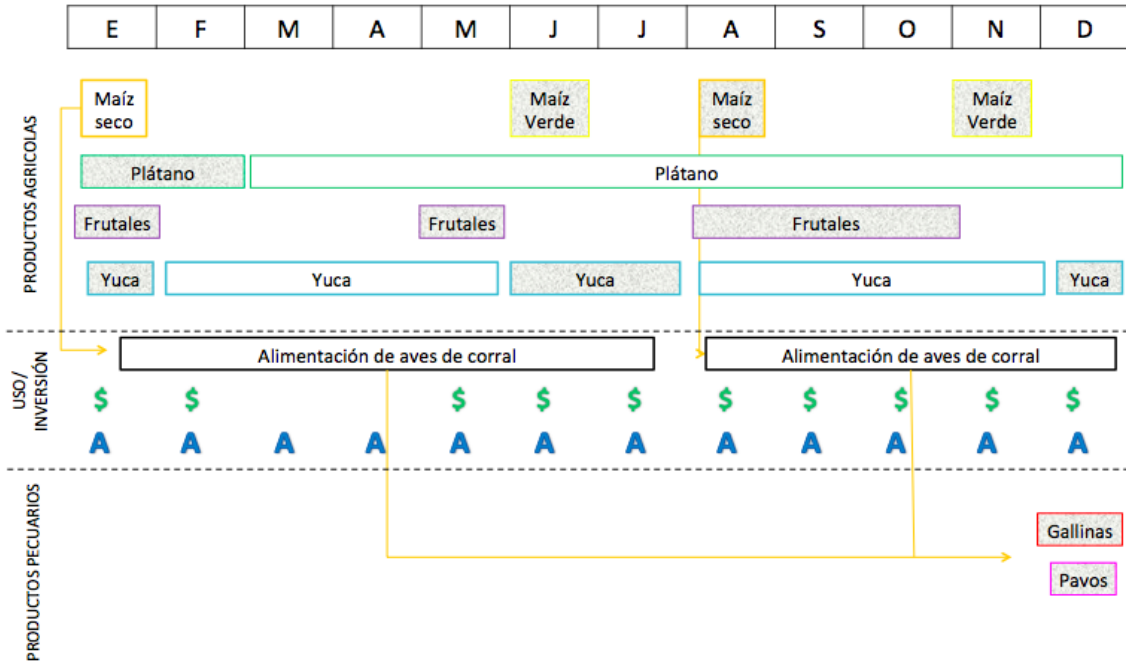 E F M A M J J A S O N D
PRODUCTOS AGRICOLAS
Maíz
seco
Maíz
Verde
Maíz
seco
Maíz
Verde
Plátano Plátano
Frutales Frutales Frutales
Yuca Yuca Yuca Yuca Yuca
USO/
INVERSIÓN
Alimentación de aves de corral Alimentación de aves de corral
$ $ $ $ $ $ $ $ $ $
A A A A A A A A A A A A
PRODUCTOS PECUARIOS
Gallinas
Pavos